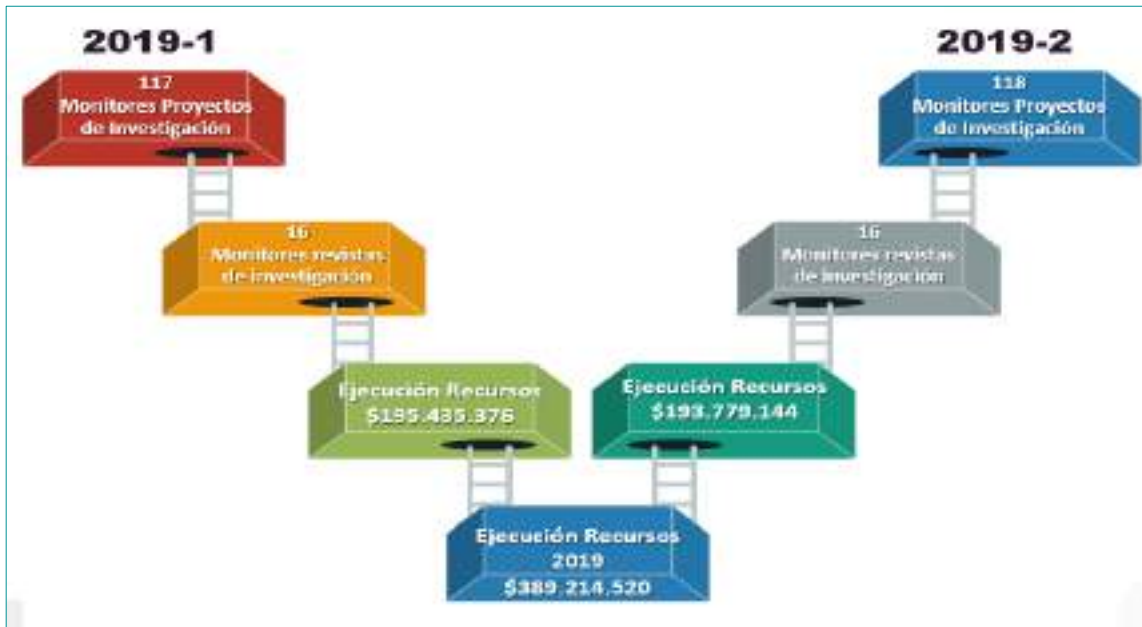 2019-1
117
Monitores Proyectos
de Investigación
16
Monitores revistas
de investigación
Ejecución Recursos
$195.435.376
2019-2
118
Monitores Proyectos
de Investigación
16
Monitores revistas
de investigación
Ejecución Recursos
$193.779.144
Ejecución Recursos
2019
$389.214.520